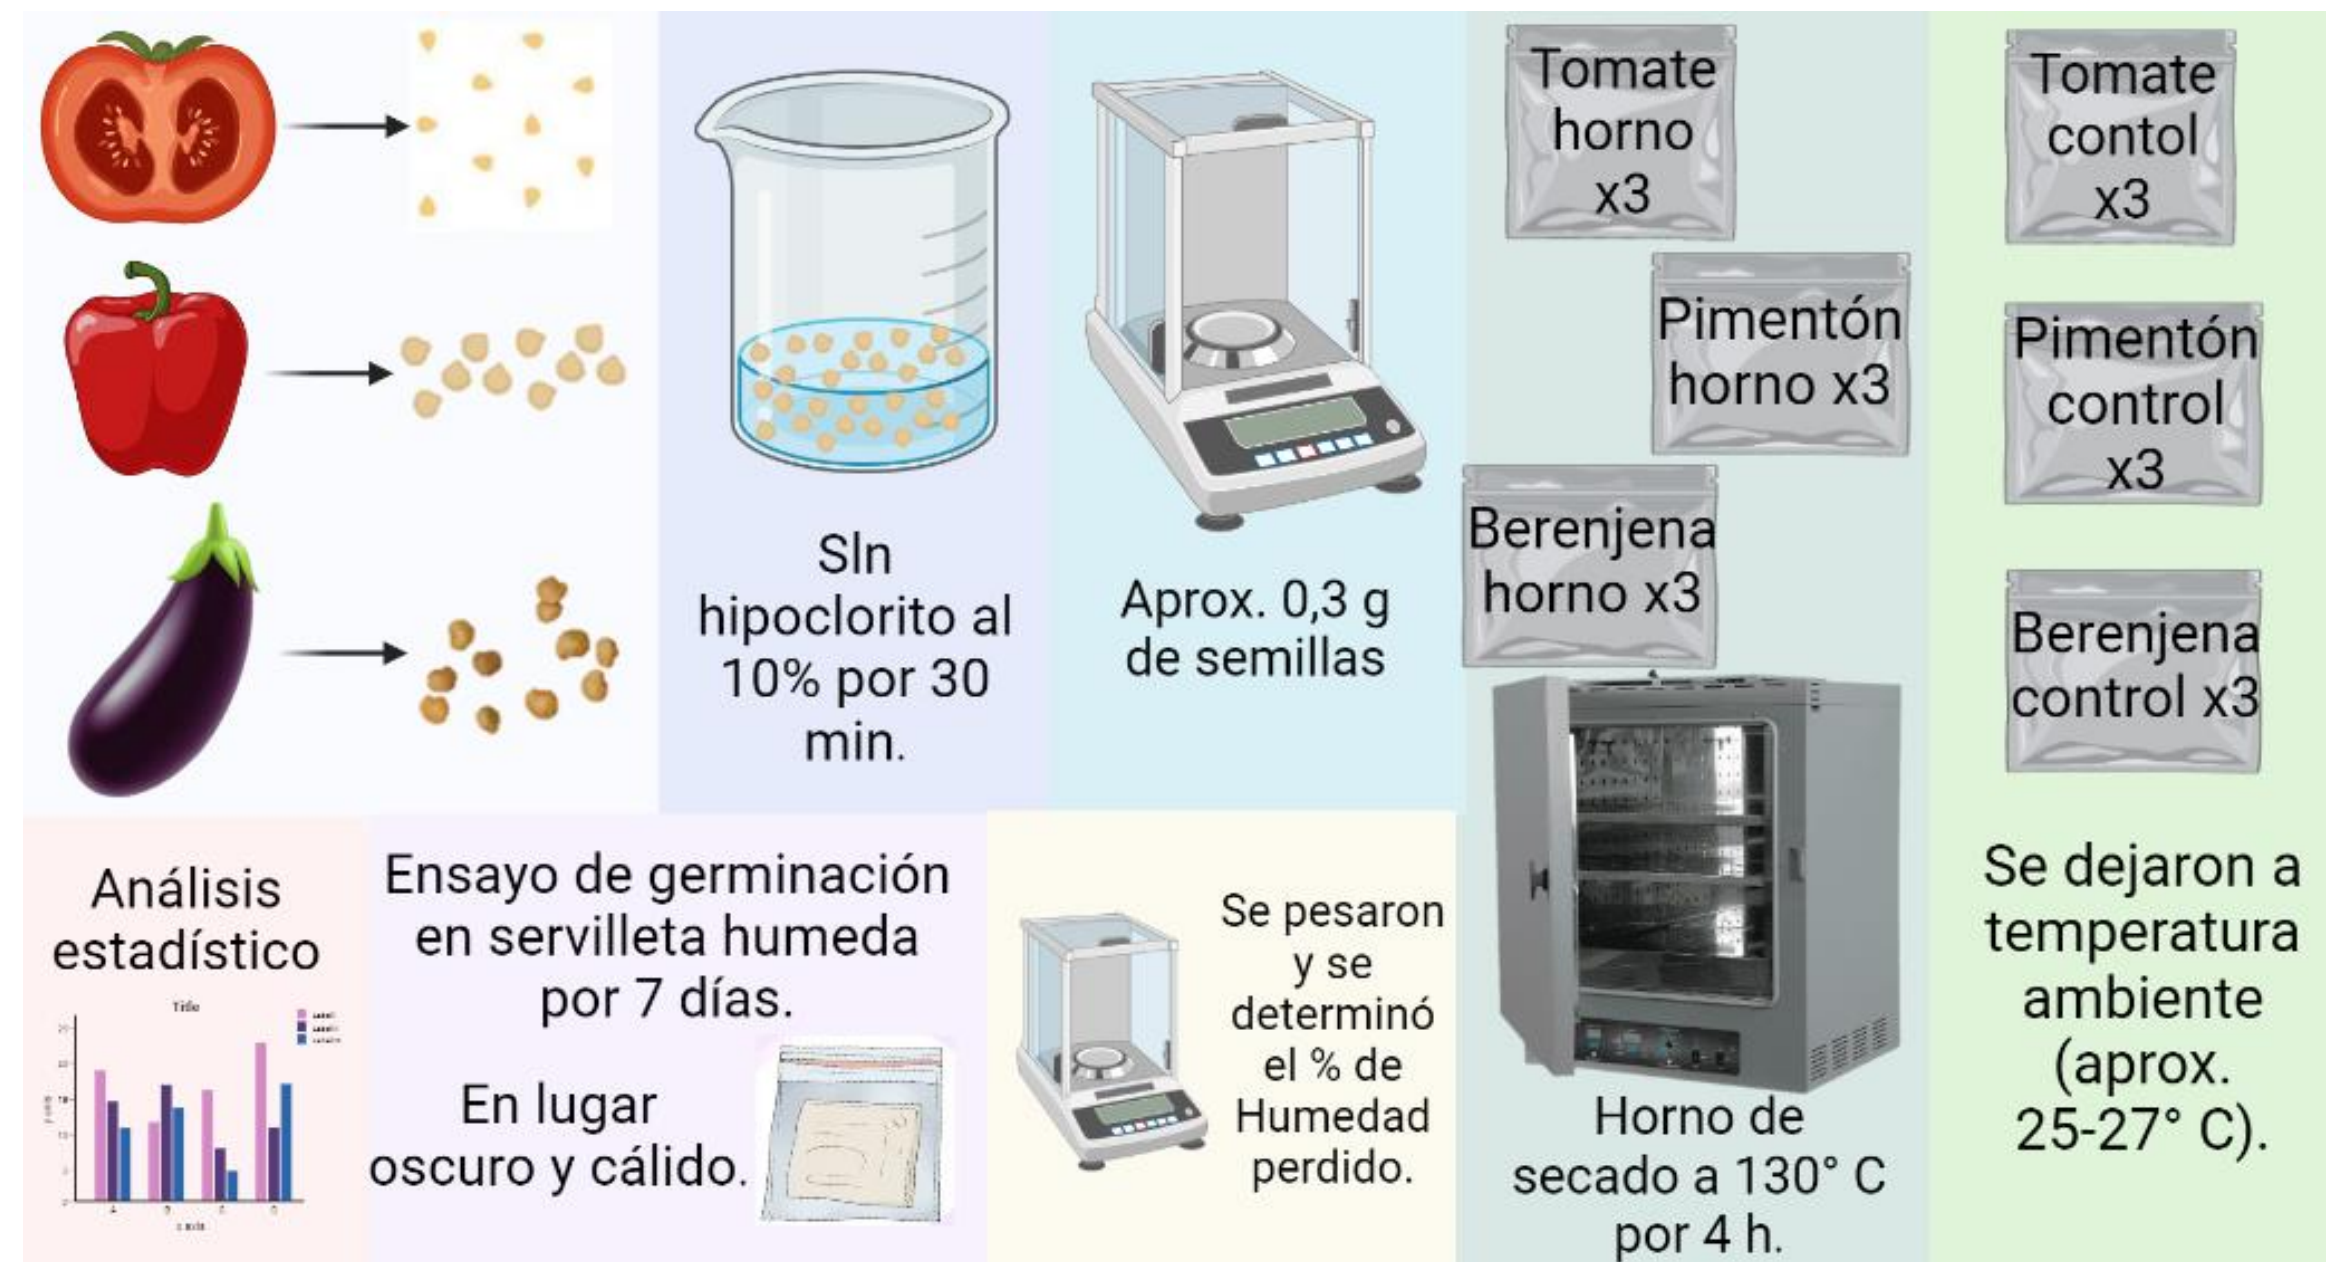 Tomate
horno
x3
Pimentón
horno x3
Berenjena
horno x3
Tomate
contol
x3
Pimentón
control
x3
Berenjena
control x3
Sln
hipoclorito al
10% por 30
min.
Aprox. 0,3 g
de semillas
Horno de
secado a 130° C
por 4 h.
Se dejaron a
temperatura
ambiente
(aprox.
25-27° C).
Se pesaron
y se
determinó
el % de
Humedad
perdido.
Ensayo de germinación
en servilleta humeda
por 7 días.
En lugar
oscuro y cálido.
Análisis
estadístico
Title